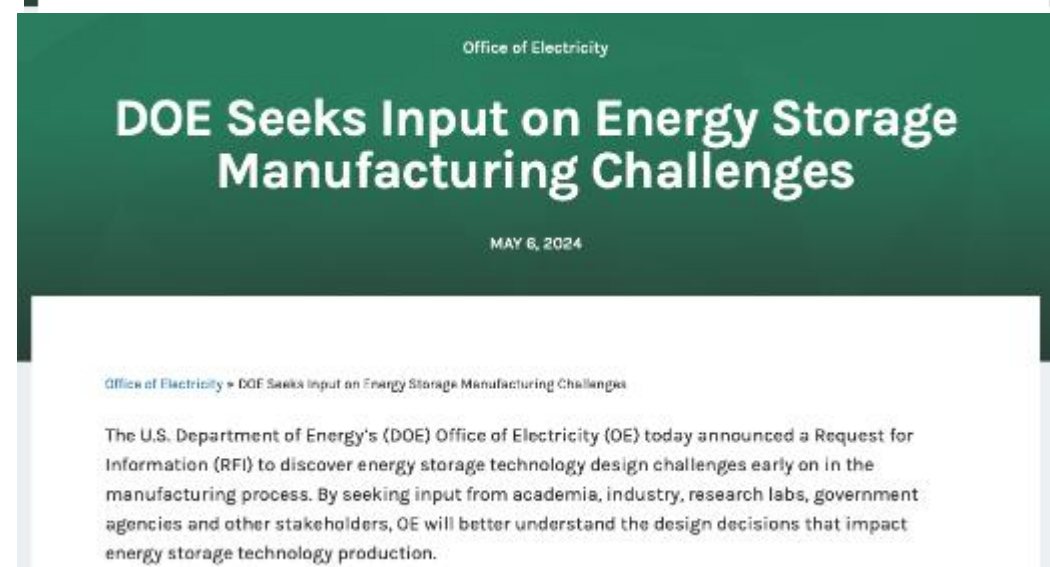 Office of Electricity
DOE Seeks Input on Energy Storage
Manufacturing Challenges
MAY 6, 2024
Office of Electricity » DOE Seeks Input on Energy Storage Manufacturing Challenges
The U.S. Department of Energy's (DOE) Office of Electricity (OE) today announced a Request for
Information (RFI) to discover energy storage technology design challenges early on in the
manufacturing process. By seeking input from academia, industry, research labs, government
agencies and other stakeholders, OE will better understand the design decisions that impact
energy storage technology production.